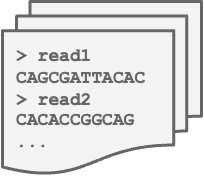 > read1
CAGCGATTACAC
> read2
CACACCGGCAG
...